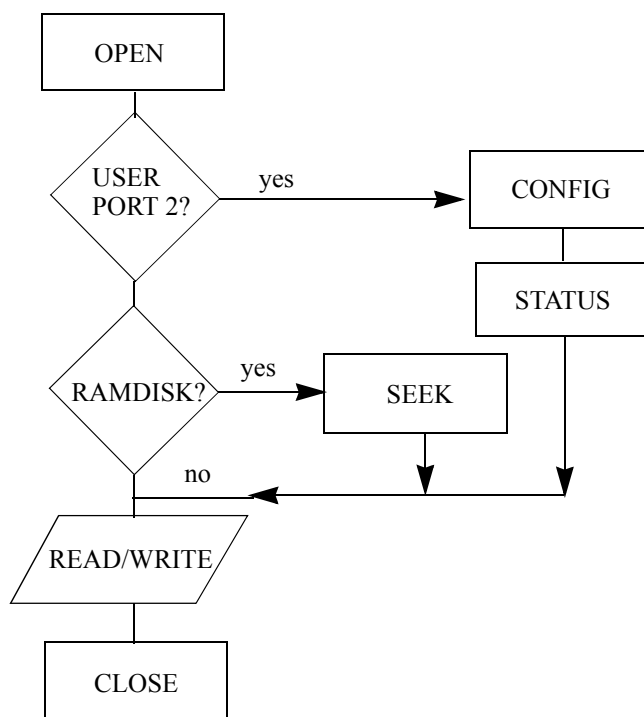 OPEN
USER
PORT 2?
yes
CONFIG
STATUS
RAMDISK?
yes
SEEK
no
READ/WRITE
CLOSE